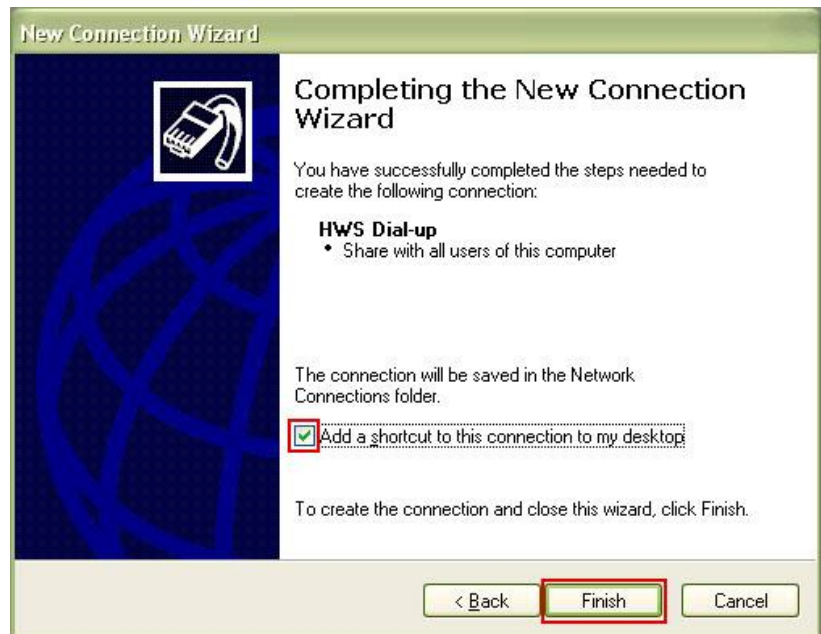 New Connection Wizard
Completing the New Connection
Wizard
You have successfully completed the steps needed to
create the following connection:
HWS Dial-up
• Share with all users of this computer
The connection will be saved in the Network
Connections folder.
Add a shortcut to this connection to my desktop
To create the connection and close this wizard, click Finish.
< Back Finish Cancel